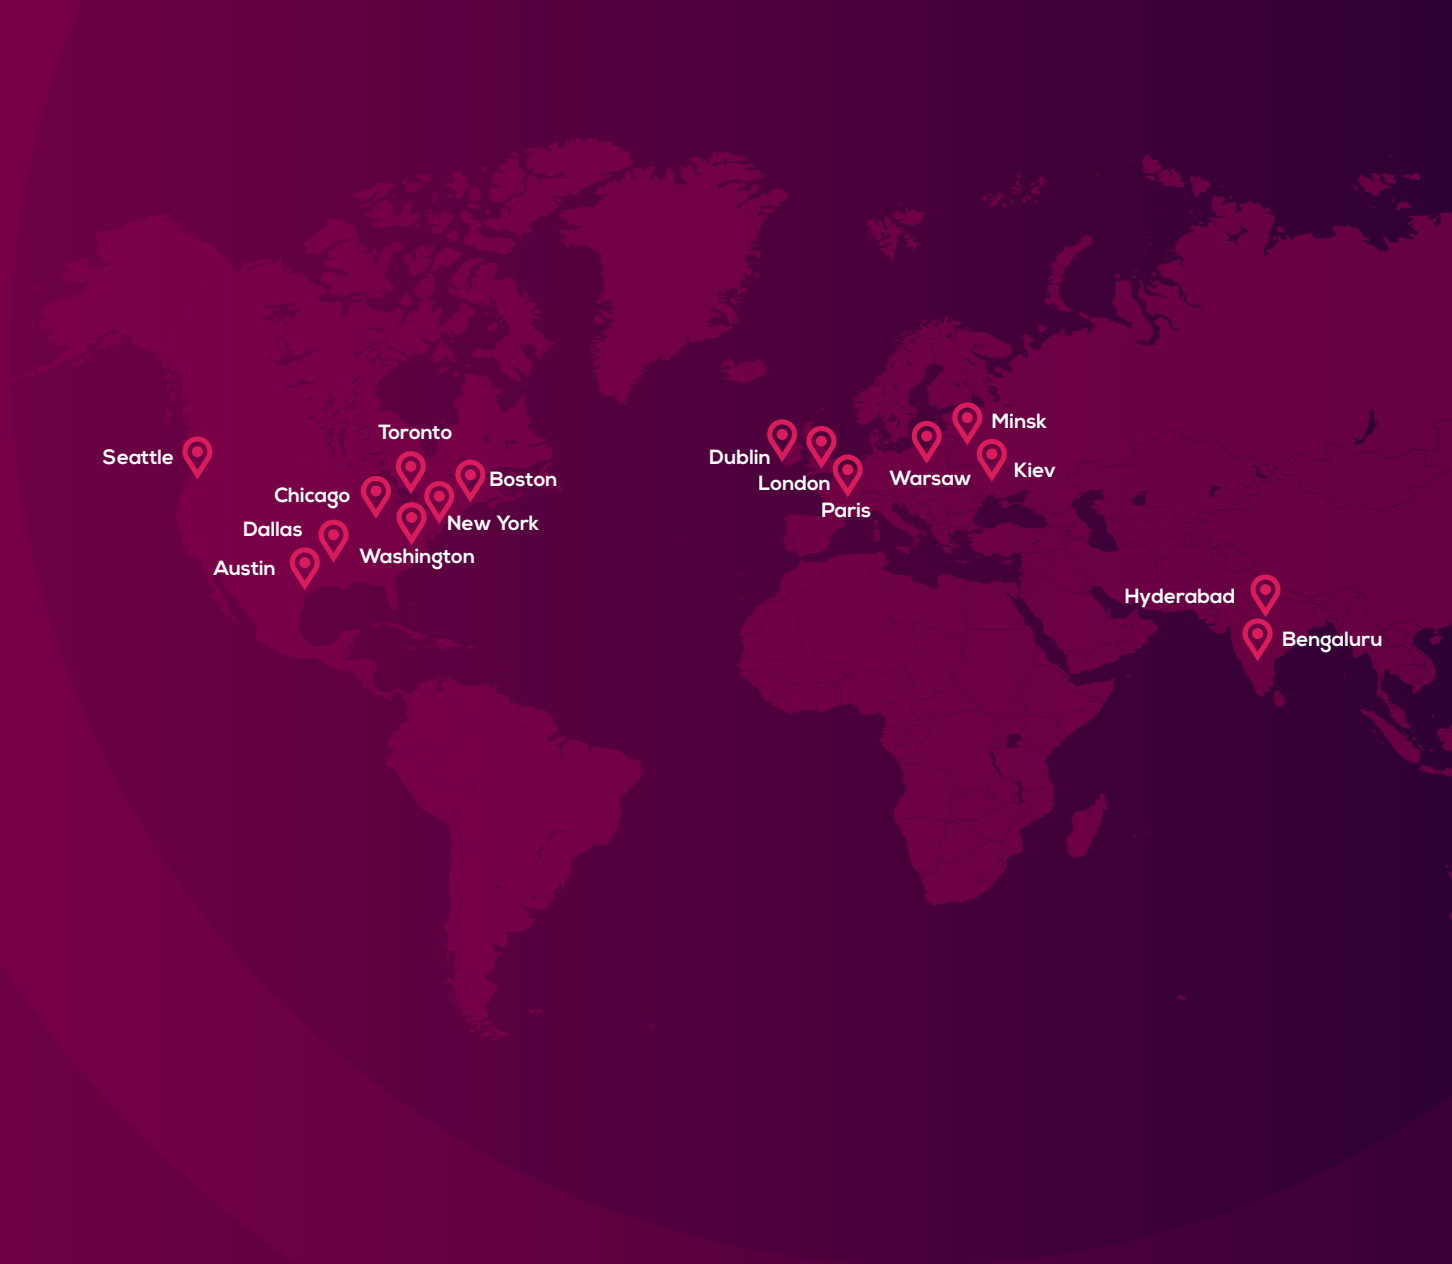 Toronto
Seattle
Boston
Chicago
New York
Dallas
Washington
Austin
Minsk
Dublin
Kiev
Warsaw
London
Paris
Hyderabad
Bengaluru